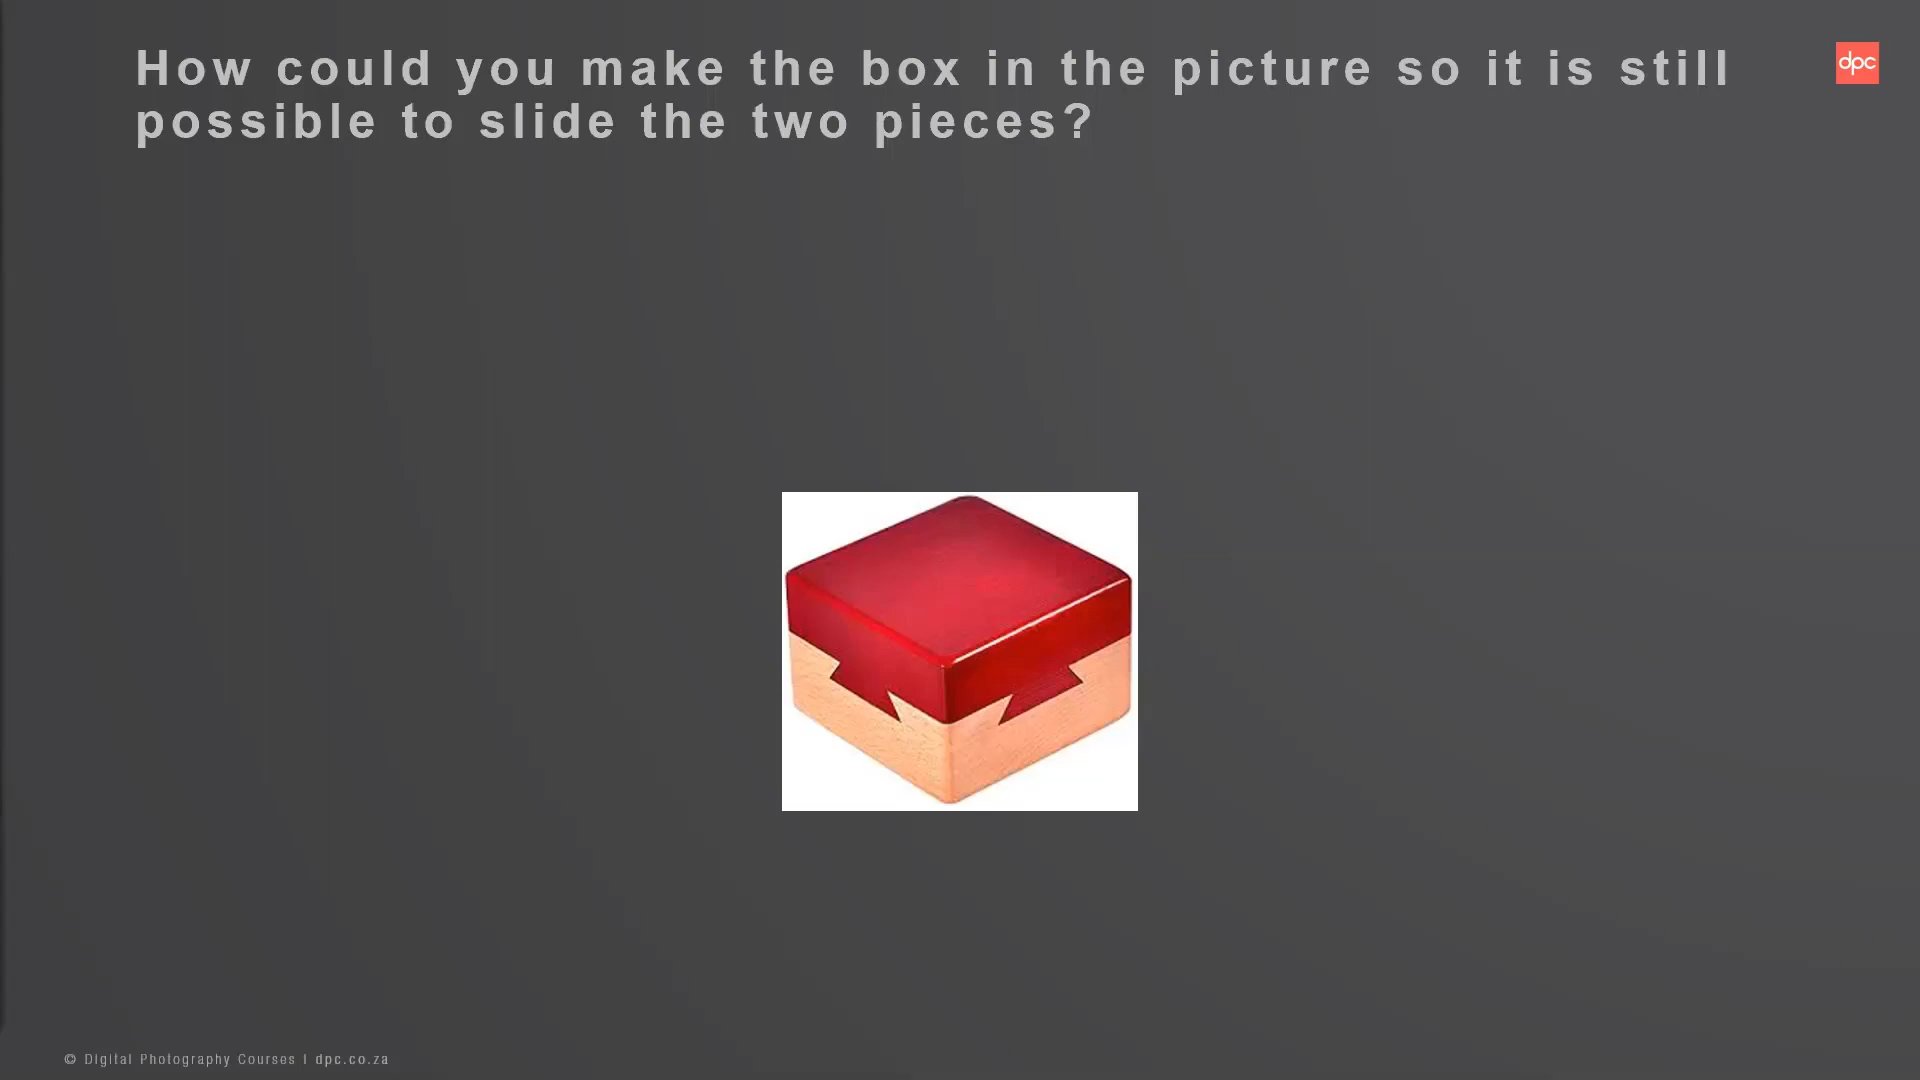 How could you make the box in the picture so it is still
possible to slide the two pieces?
dpc
© Digital Photography Courses | dpc.co.za